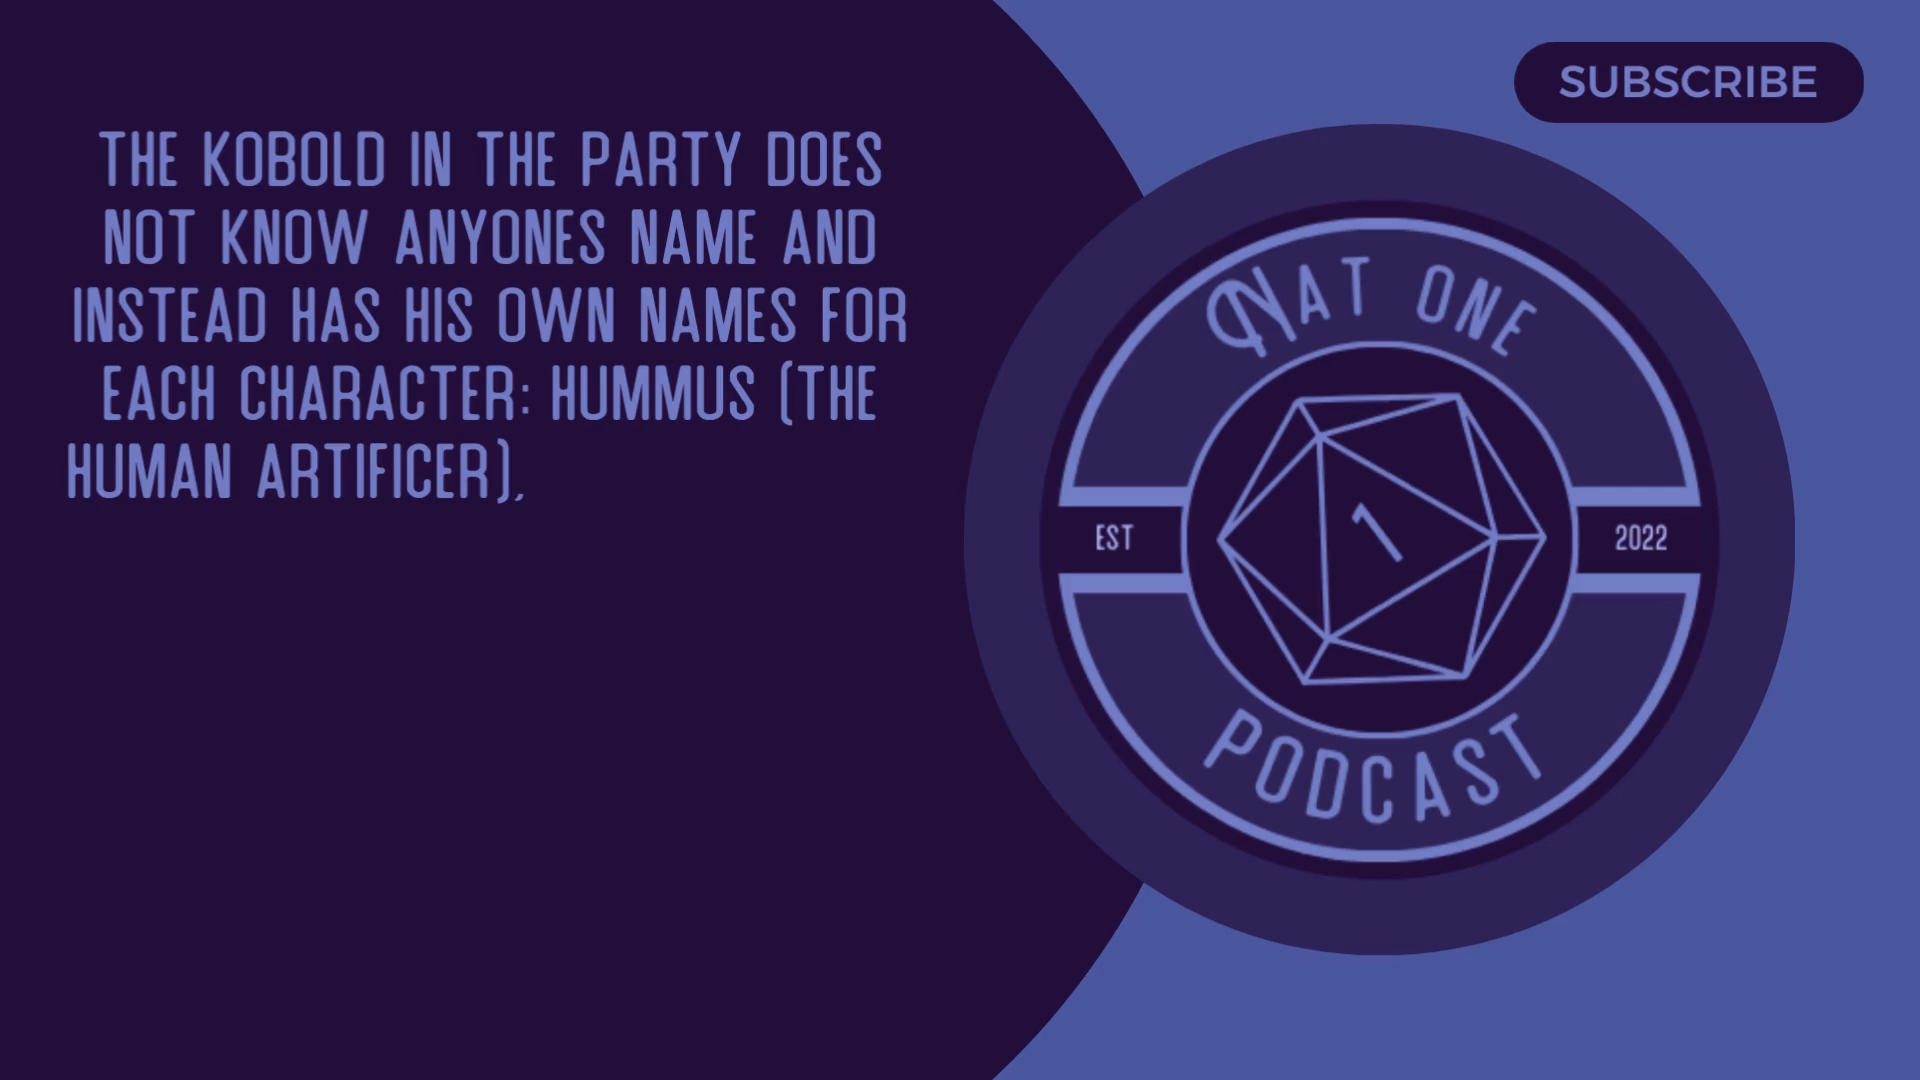 SUBSCRIBE
THE KOBOLD IN THE PARTY DOES
NOT KNOW ANYONES NAME AND
INSTEAD HAS HIS OWN NAMES FOR
EACH CHARACTER: HUMMUS (THE
HUMAN ARTIFICER),
NAT ONE
1
EST
2022
PODCAST